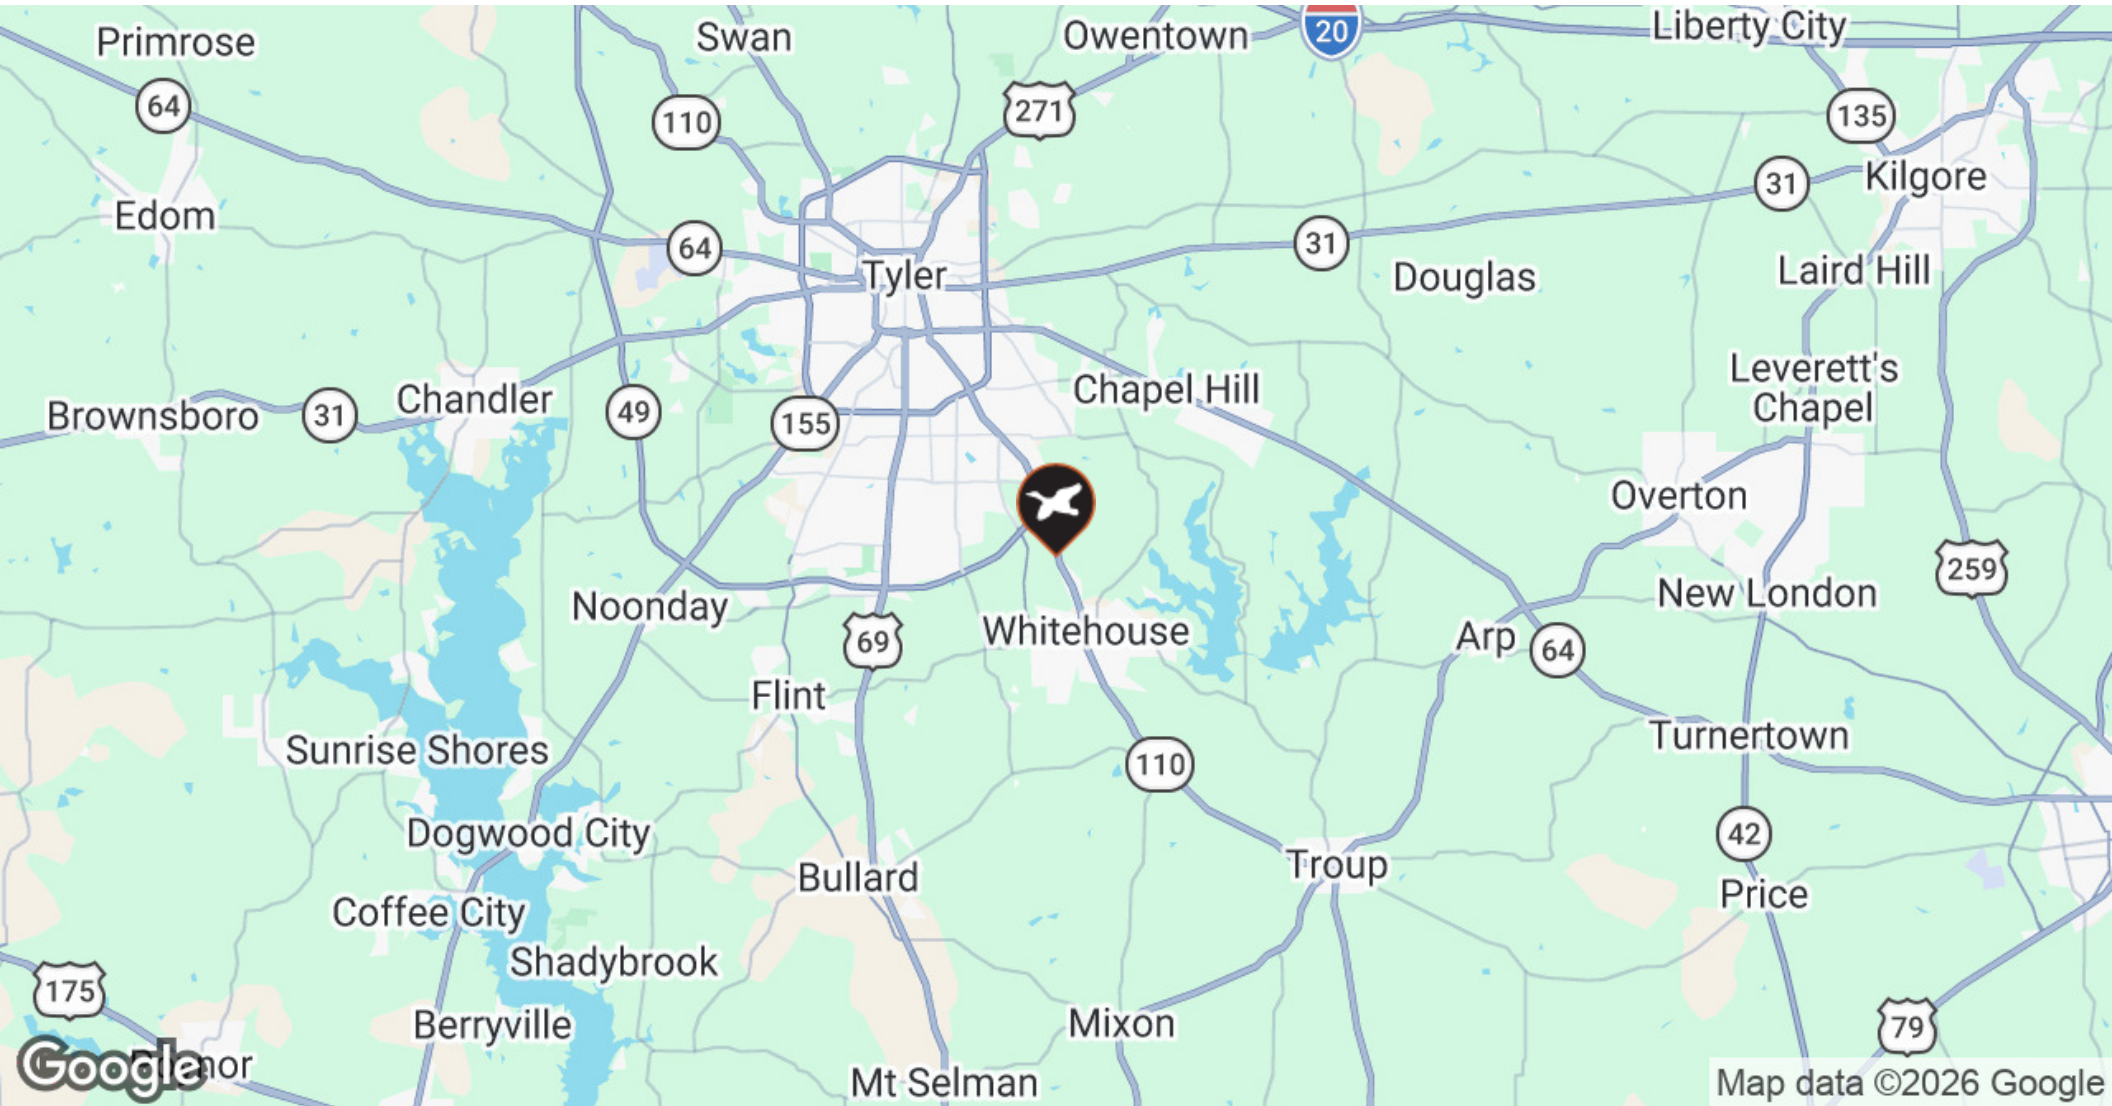 Primrose
Swan
Owentown
20
Liberty City
64
110
271
135
Edom
31
Kilgore
64
31
Tyler
Douglas
Laird Hill
Chandler
Chapel Hill
Leverett's
Chapel
Brownsboro
31
49
155
Overton
259
Noonday
69
Whitehouse
New London
Arp
64
Flint
Sunrise Shores
110
Turnertown
Dogwood City
42
Bullard
Troup
Price
Coffee City
Shadybrook
175
Berryville
Mixon
79
Google
Mt Selman
Map data ©2026 Google